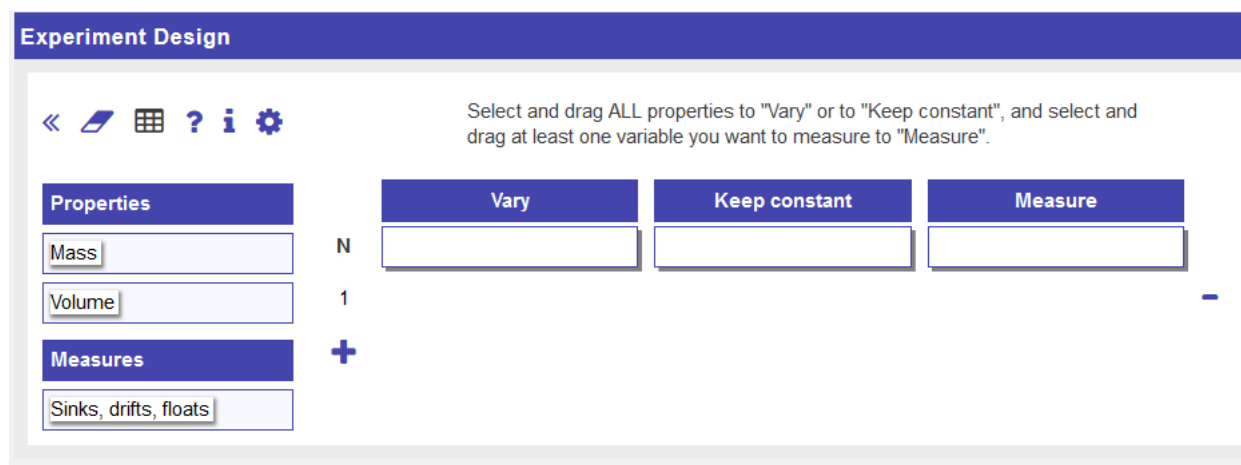 Experiment Design
Select and drag ALL properties to "Vary" or to "Keep constant", and select and
drag at least one variable you want to measure to "Measure".
Properties
Mass
Volume
Measures
Sinks, drifts, floats
Vary
Keep constant
Measure
N
1